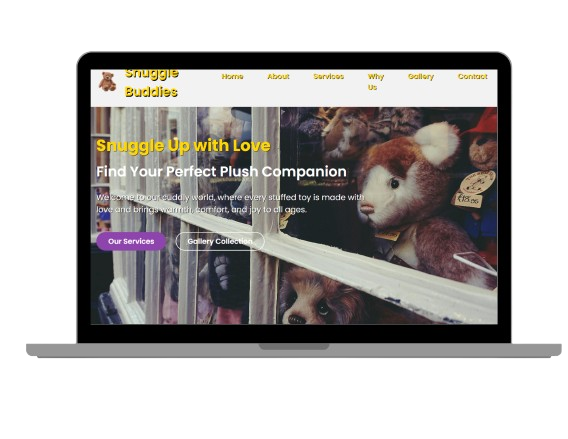 Snuggle
Buddies
Home About Services Why Us Gallery Contact
Snuggle Up with Love
Find Your Perfect Plush Companion
Welcome to our cuddly world, where every stuffed toy is made with
love and brings warmth, comfort, and joy to all ages.
Our Services Gallery Collection